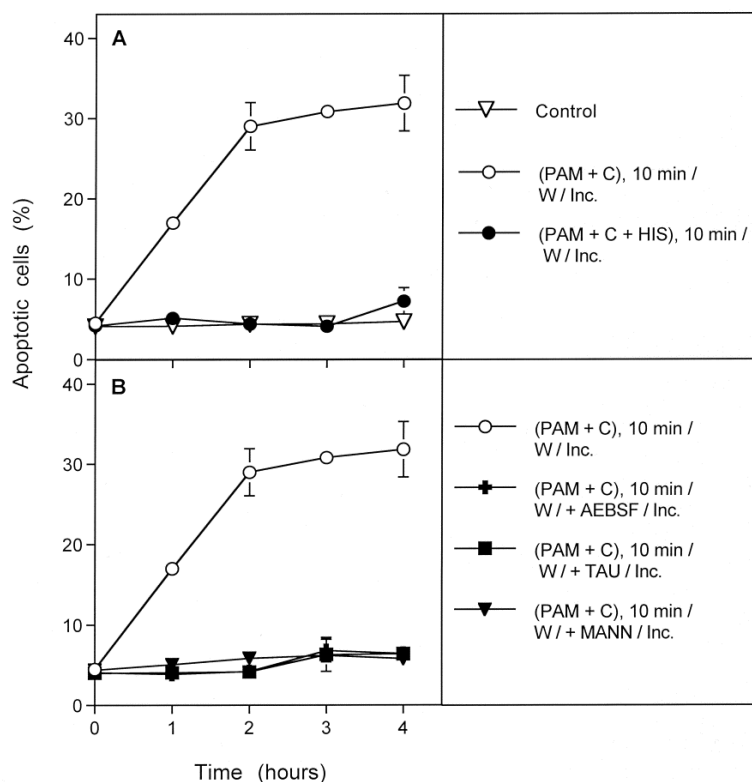 Apoptotic cells (%)
A
40
30
20
10
0
Control
(PAM + C), 10 min /
W / Inc.
(PAM + C + HIS), 10 min /
W / Inc.
B
40
30
20
10
0
0 1 2 3 4
Time (hours)
(PAM + C), 10 min /
W / Inc.
(PAM + C), 10 min /
W / + AEBSF / Inc.
(PAM + C), 10 min /
W / + TAU / Inc.
(PAM + C), 10 min /
W / + MANN / Inc.